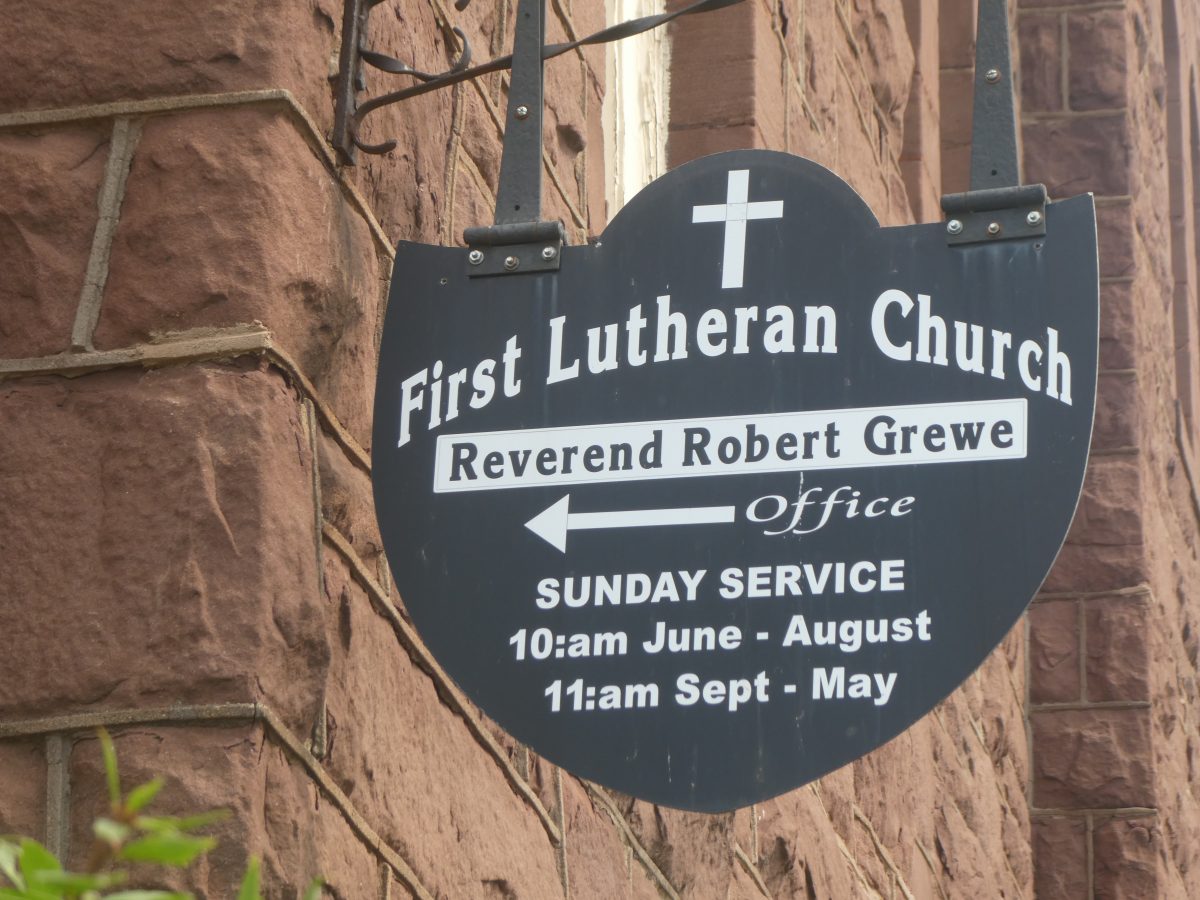 First Lutheran Church
Reverend Robert Grewe
Office
SUNDAY SERVICE
10:am June - August
11:am Sept - May